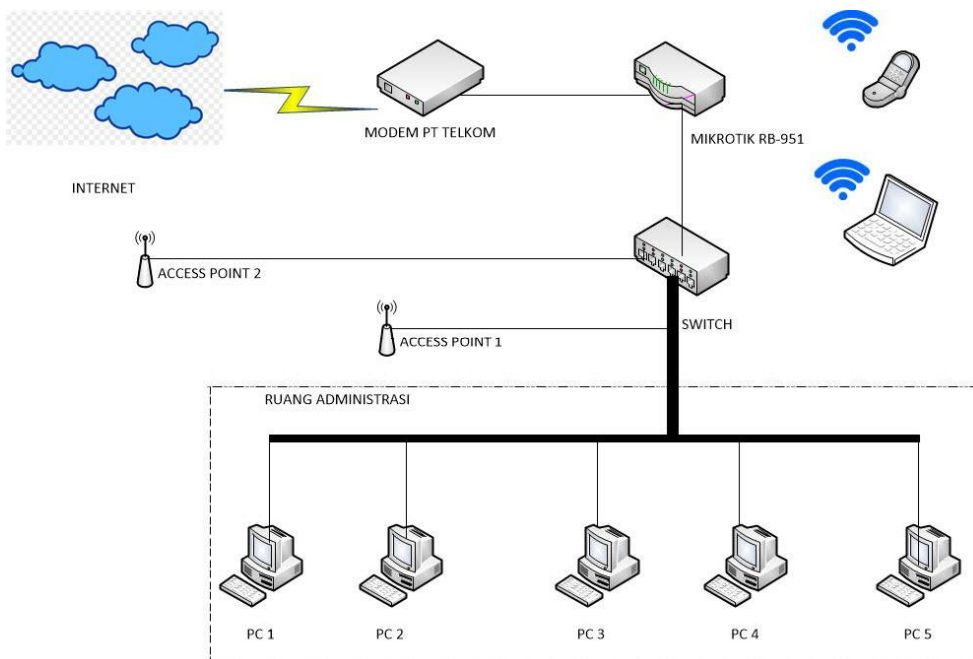 MODEM PT TELKOM
MIKROTIK RB-951
INTERNET
ACCESS POINT 2
SWITCH
ACCESS POINT 1
RUANG ADMINISTRASI
PC 1
PC 2
PC 3
PC 4
PC 5